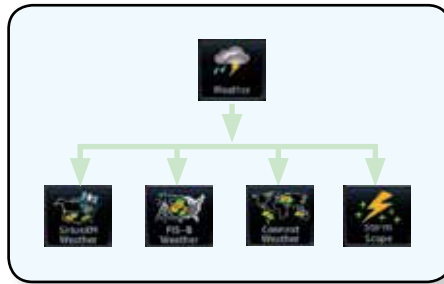 Weather
SiriusXM
Weather
FIS-B
Weather
Connext
Weather
Storm
Scope